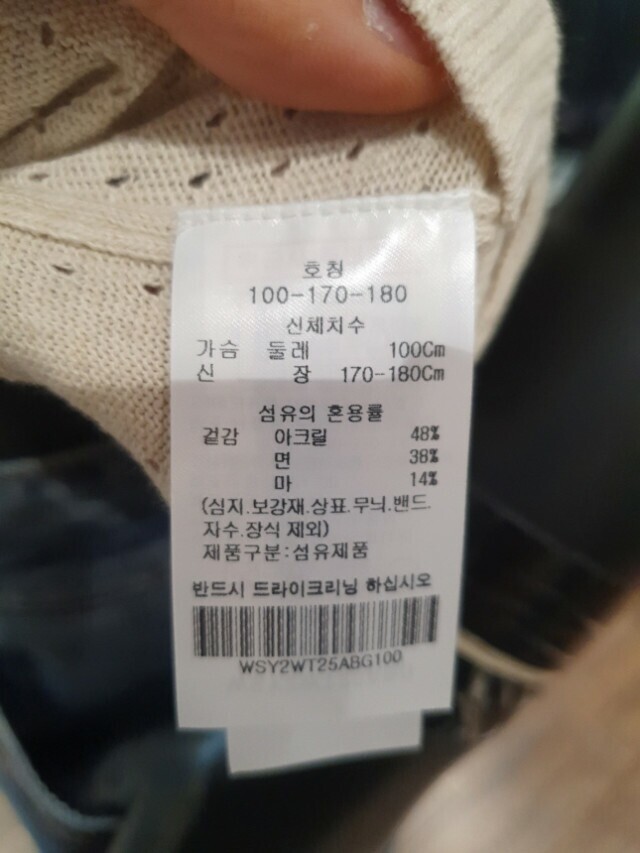 호칭
100-170-180
신체치수
가슴 둘레 100Cm
신 장 170-180Cm
섬유의 혼용률
겉감 아크릴 48%
면 38%
마 14%
(심지.보강재.상표.무늬.밴드.
자수.장식 제외)
제품구분:섬유제품
반드시 드라이크리닝 하십시오
WSY2WT25ABG100